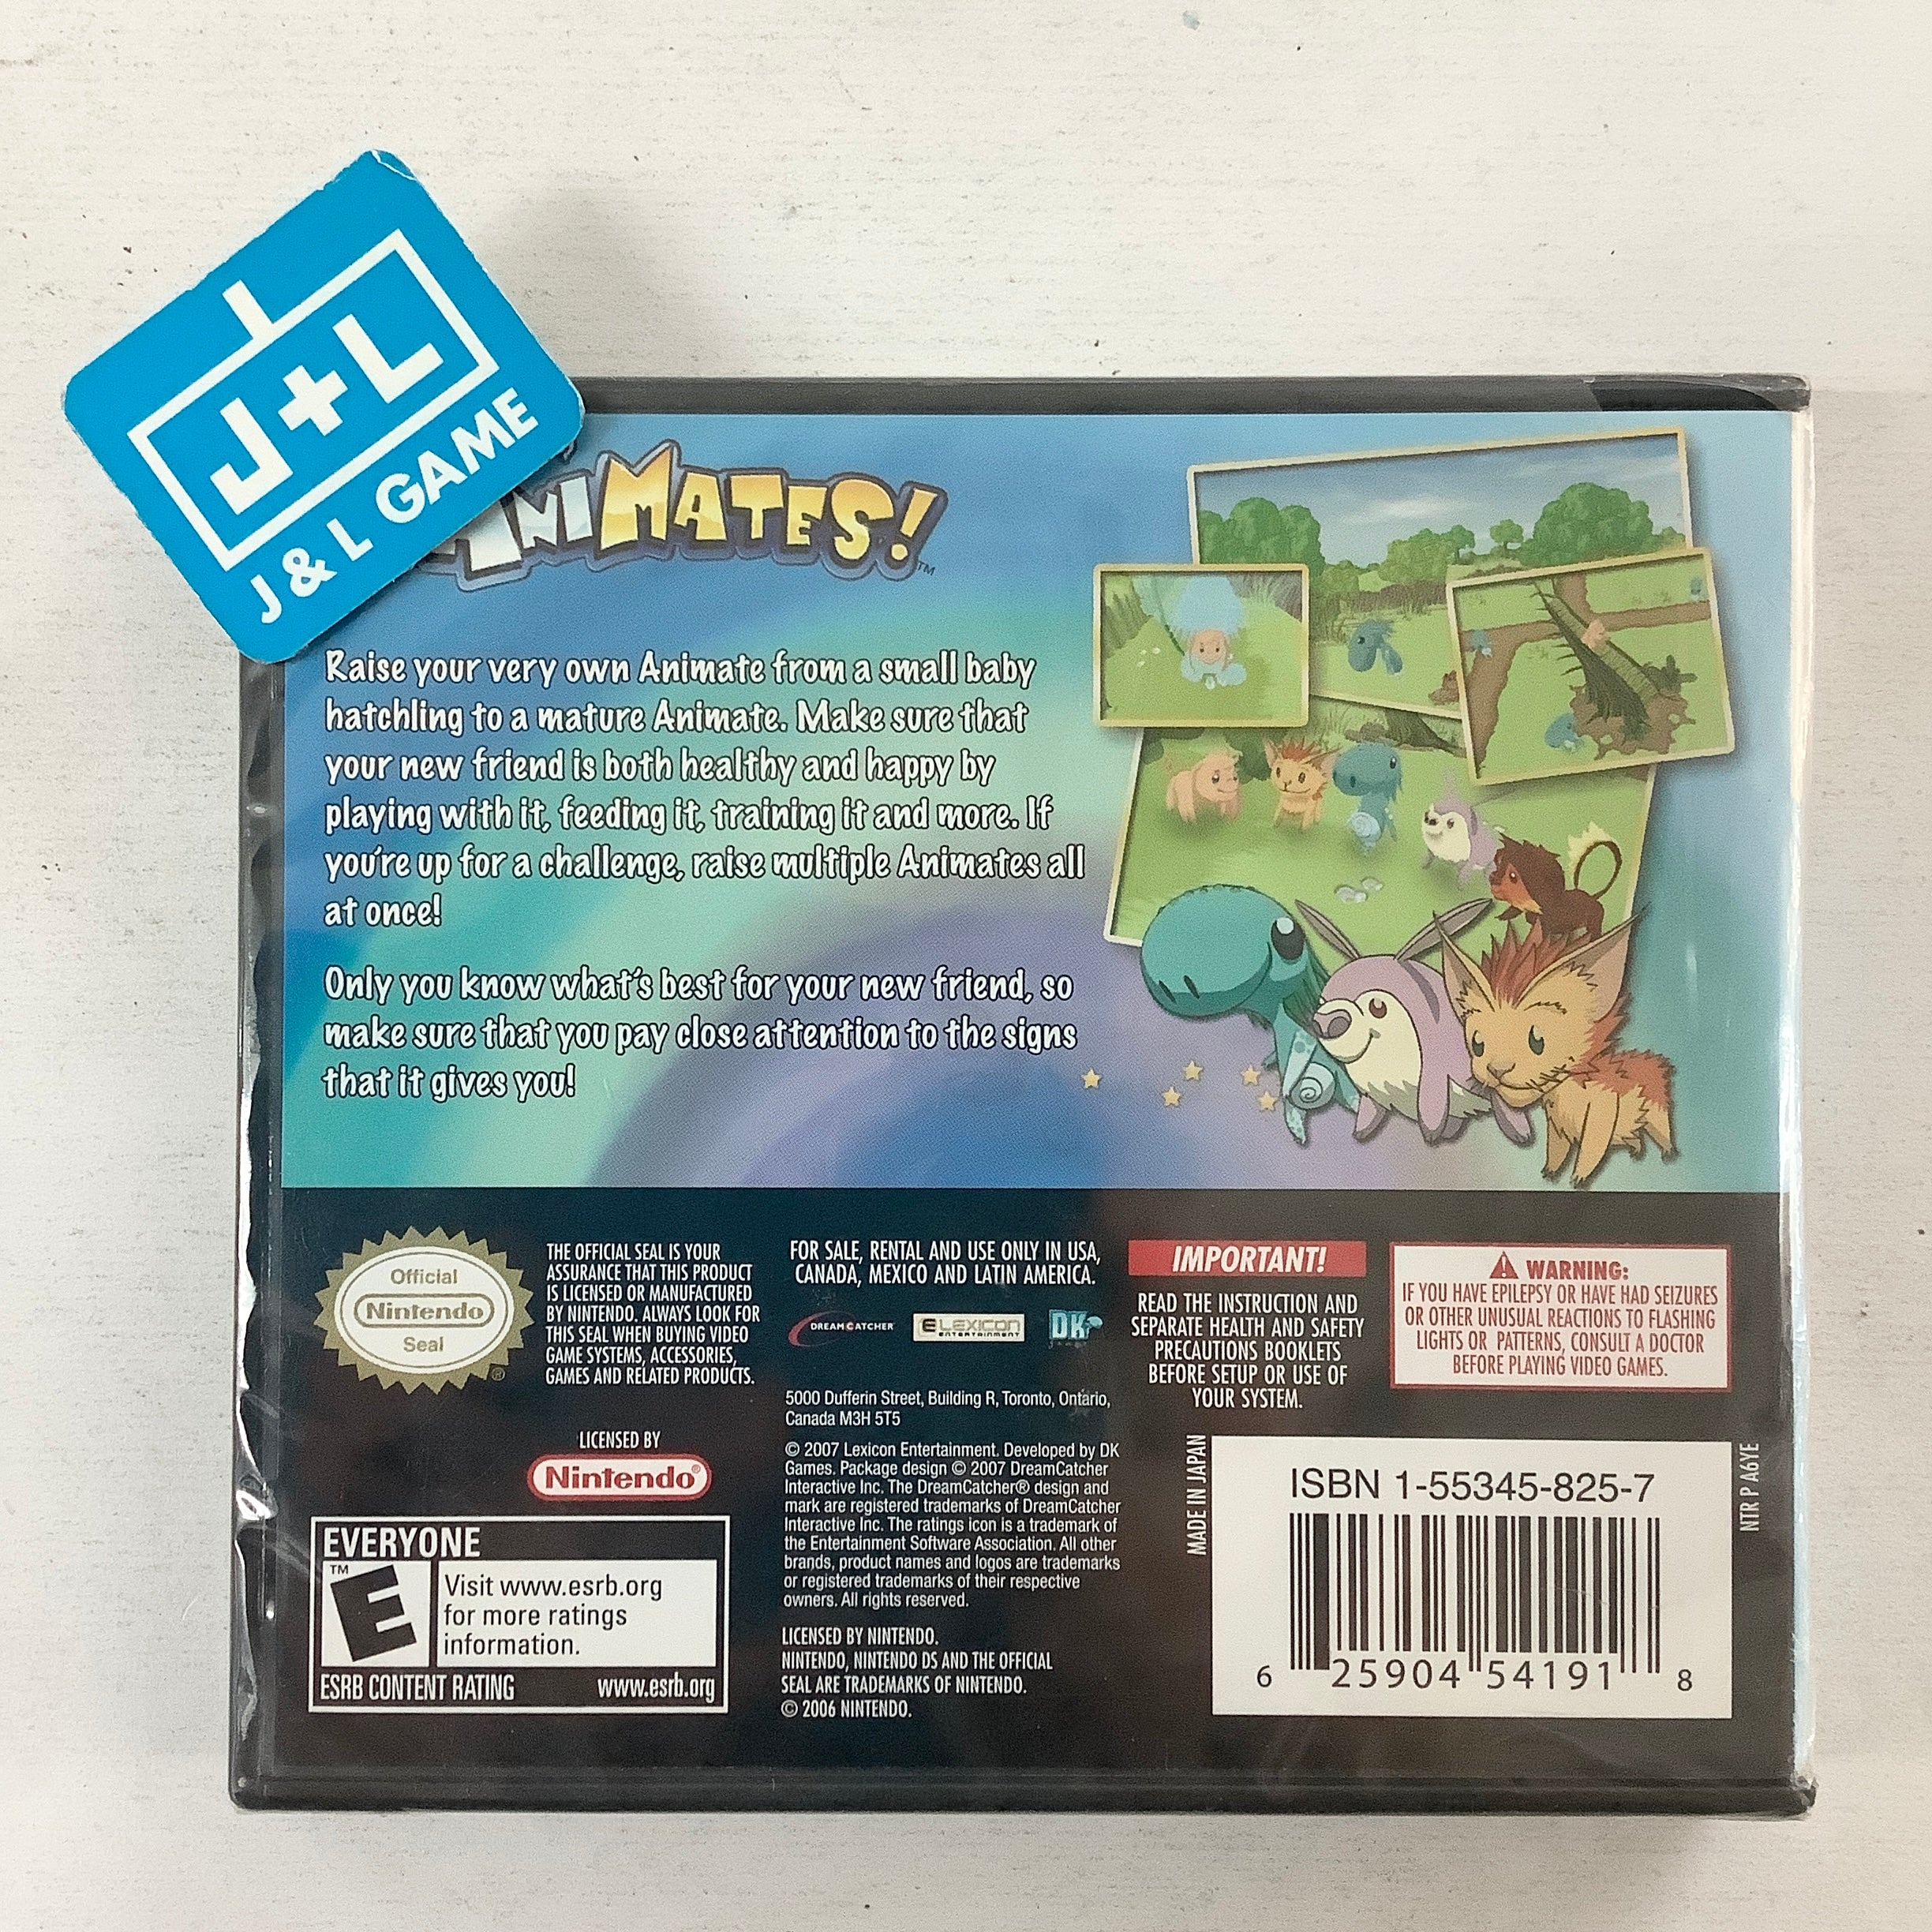 J+L
J & L GAME
ANIMATES!™
Raise your very own Animate from a small baby
hatchling to a mature Animate. Make sure that
your new friend is both healthy and happy by
playing with it, feeding it, training it and more. If
you're up for a challenge, raise multiple Animates all
at once!
Only you know what's best for your new friend, so
make sure that you pay close attention to the signs
that it gives you!
Official
Nintendo
Seal
®
THE OFFICIAL SEAL IS YOUR
ASSURANCE THAT THIS PRODUCT
IS LICENSED OR MANUFACTURED
BY NINTENDO. ALWAYS LOOK FOR
THIS SEAL WHEN BUYING VIDEO
GAME SYSTEMS, ACCESSORIES,
GAMES AND RELATED PRODUCTS.
LICENSED BY
Nintendo®
EVERYONE
™
E
Visit www.esrb.org
for more ratings
information.
ESRB CONTENT RATING www.esrb.org
FOR SALE, RENTAL AND USE ONLY IN USA,
CANADA, MEXICO AND LATIN AMERICA.
DREAMCATCHER
LEXICON
ENTERTAINMENT
DK
5000 Dufferin Street, Building R, Toronto, Ontario,
Canada M3H 5T5
© 2007 Lexicon Entertainment. Developed by DK
Games. Package design © 2007 DreamCatcher
Interactive Inc. The DreamCatcher® design and
mark are registered trademarks of DreamCatcher
Interactive Inc. The ratings icon is a trademark of
the Entertainment Software Association. All other
brands, product names and logos are trademarks
or registered trademarks of their respective
owners. All rights reserved.
LICENSED BY NINTENDO.
NINTENDO, NINTENDO DS AND THE OFFICIAL
SEAL ARE TRADEMARKS OF NINTENDO.
© 2006 NINTENDO.
IMPORTANT!
READ THE INSTRUCTION AND
SEPARATE HEALTH AND SAFETY
PRECAUTIONS BOOKLETS
BEFORE SETUP OR USE OF
YOUR SYSTEM.
WARNING:
IF YOU HAVE EPILEPSY OR HAVE HAD SEIZURES
OR OTHER UNUSUAL REACTIONS TO FLASHING
LIGHTS OR PATTERNS, CONSULT A DOCTOR
BEFORE PLAYING VIDEO GAMES.
MADE IN JAPAN
ISBN 1-55345-825-7
6 25904 54191 8
NTR P A6YE